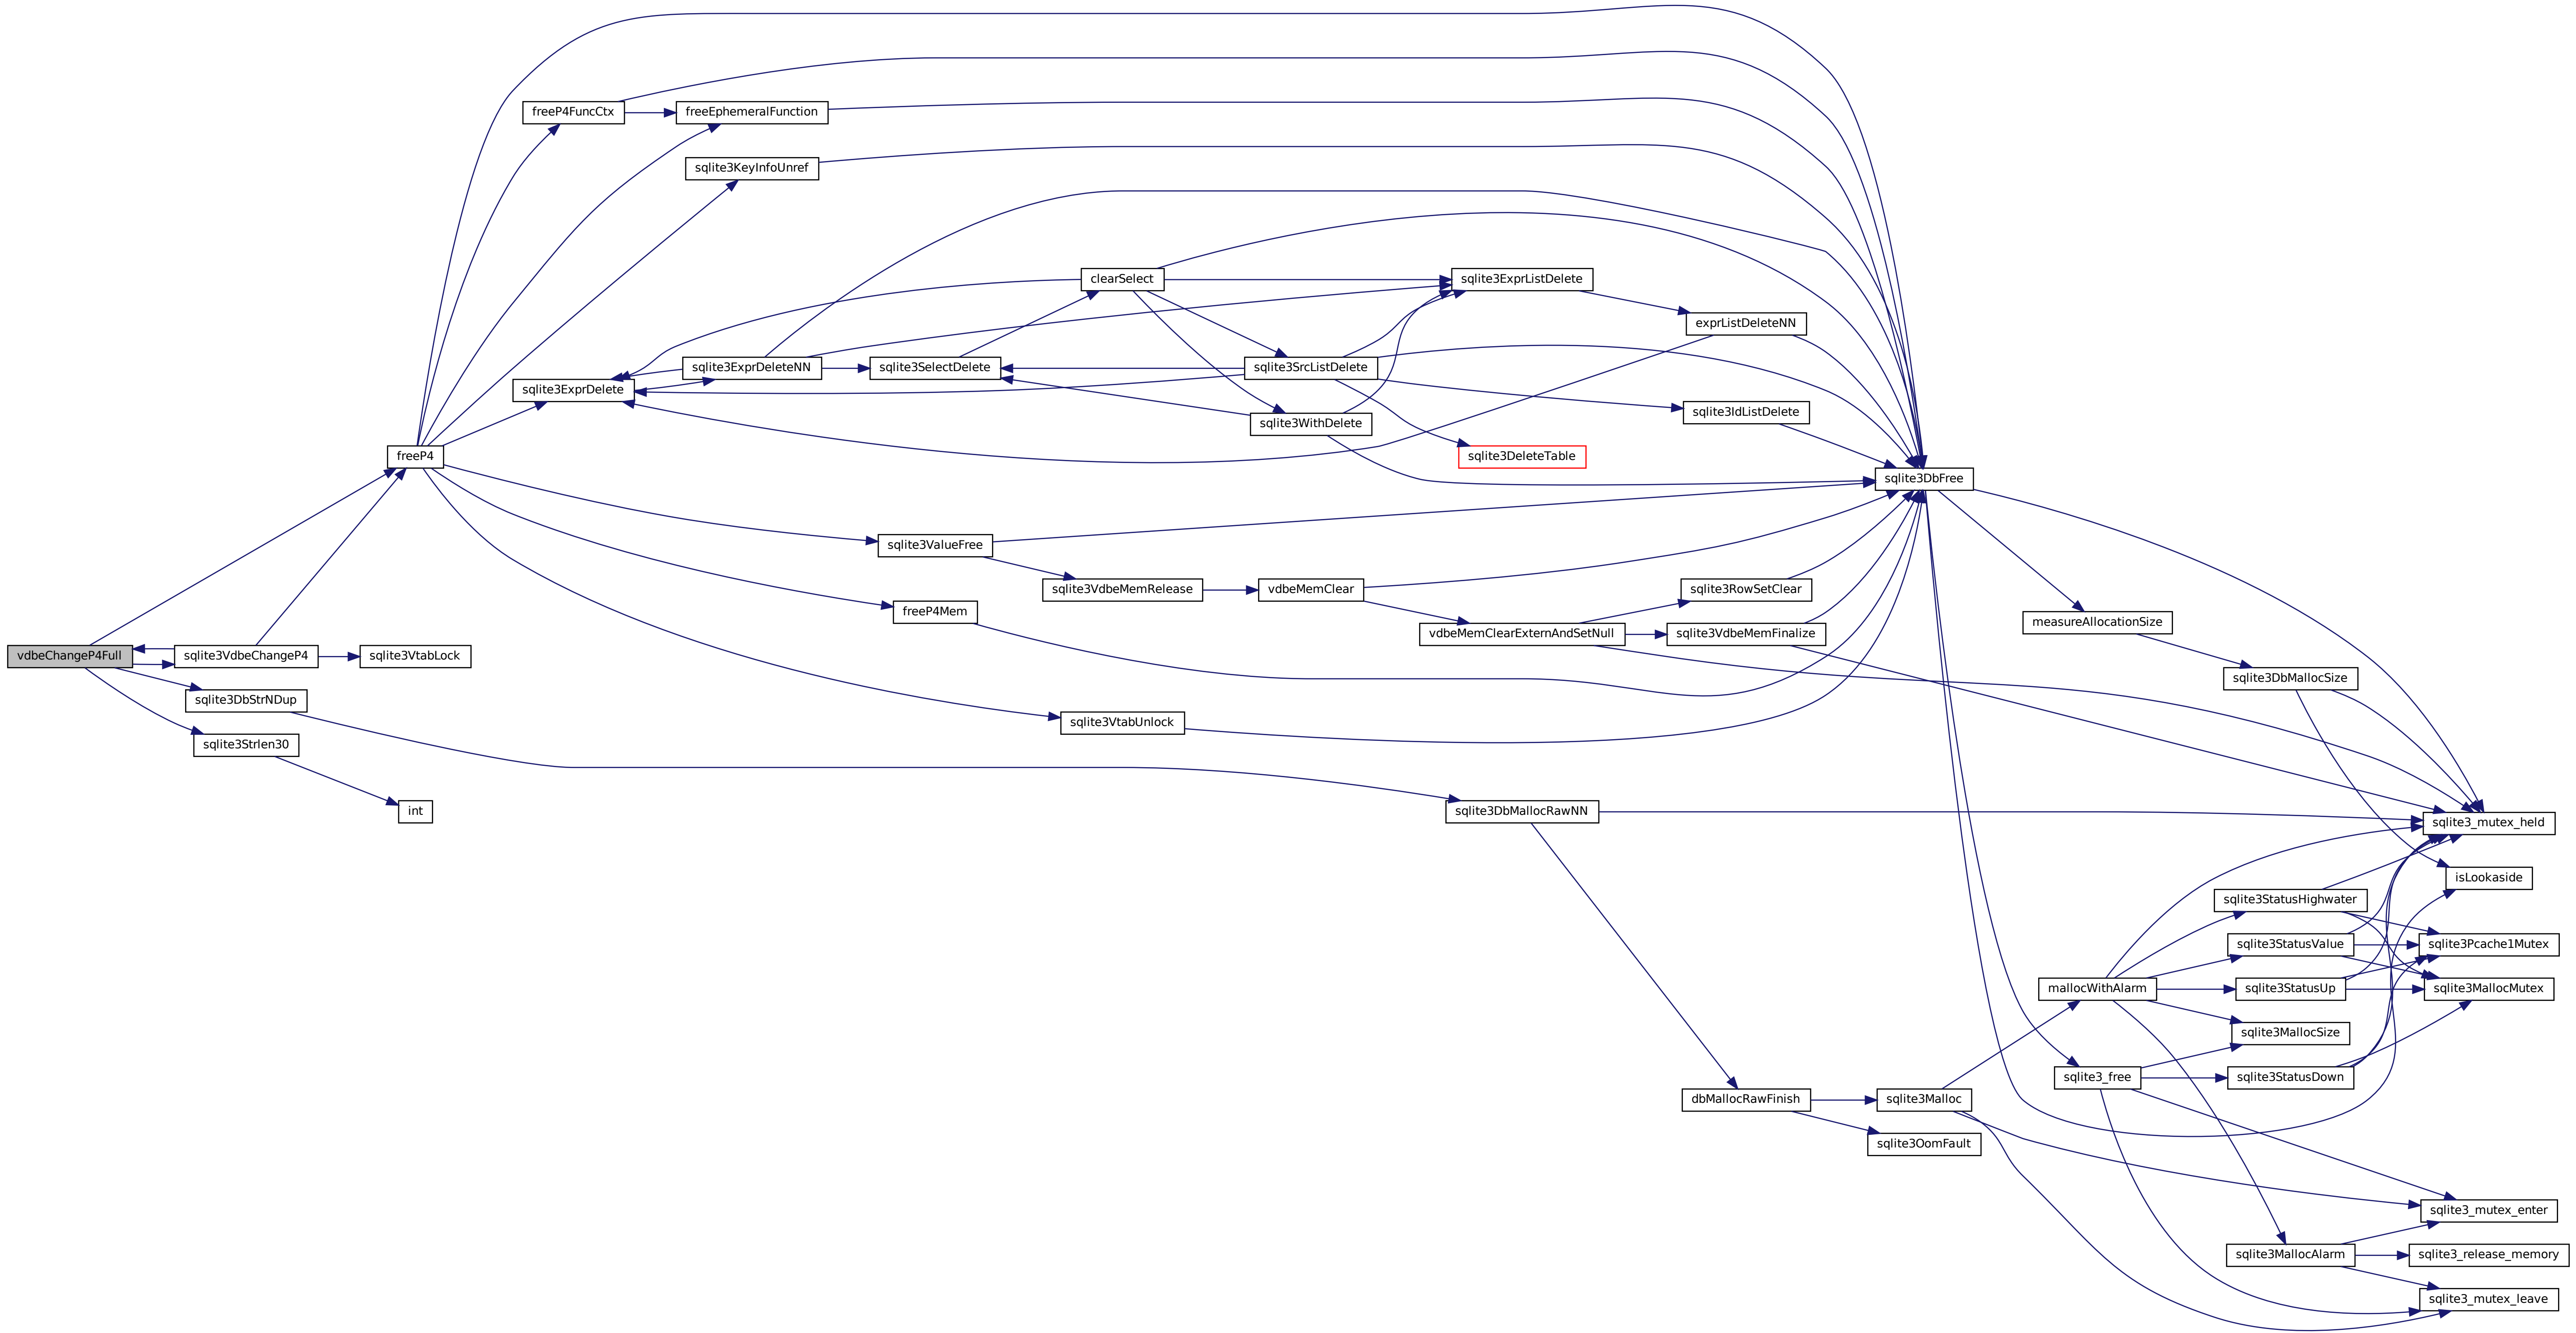 freeP4FuncCtx
freeEphemeralFunction
sqlite3KeyInfoUnref
clearSelect
sqlite3ExprListDelete
exprListDeleteNN
sqlite3ExprDeleteNN
sqlite3SelectDelete
sqlite3SrcListDelete
sqlite3ExprDelete
sqlite3IdListDelete
sqlite3WithDelete
freeP4
sqlite3DeleteTable
sqlite3DbFree
sqlite3ValueFree
sqlite3VdbeMemRelease
vdbeMemClear
sqlite3RowSetClear
freeP4Mem
measureAllocationSize
vdbeMemClearExternAndSetNull
sqlite3VdbeMemFinalize
vdbeChangeP4Full
sqlite3VdbeChangeP4
sqlite3VtabLock
sqlite3DbMallocSize
sqlite3DbStrNDup
sqlite3VtabUnlock
sqlite3Strlen30
int
sqlite3DbMallocRawNN
sqlite3_mutex_held
isLookaside
sqlite3StatusHighwater
sqlite3StatusValue
sqlite3Pcache1Mutex
mallocWithAlarm
sqlite3StatusUp
sqlite3MallocMutex
sqlite3MallocSize
sqlite3_free
sqlite3StatusDown
dbMallocRawFinish
sqlite3Malloc
sqlite3OomFault
sqlite3_mutex_enter
sqlite3MallocAlarm
sqlite3_release_memory
sqlite3_mutex_leave